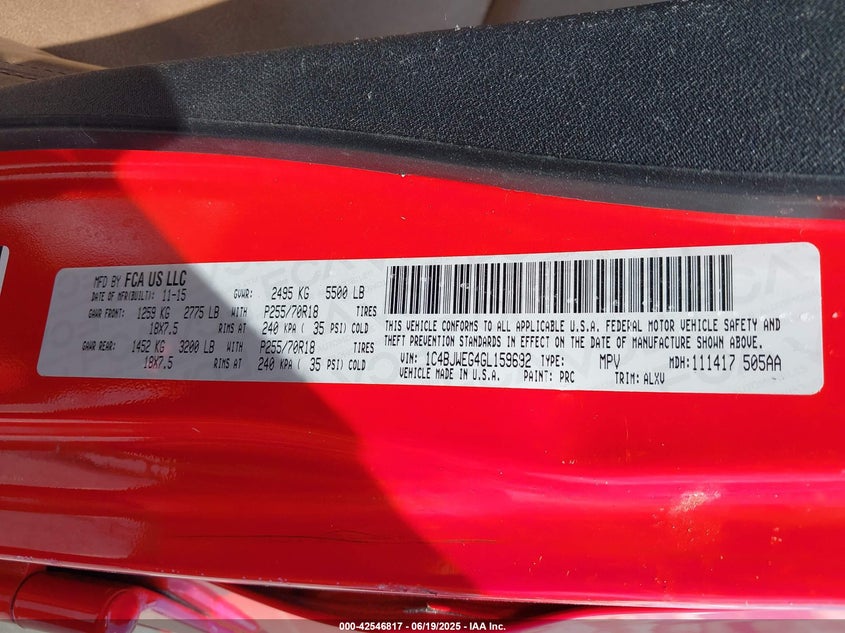 MFD BY FCA US LLC
DATE OF MFR(BUILT): 11-15 GVWR: 2495 KG 5500 LB
GAWR FRONT: 1259 KG 2775 LB WITH P255/70R18 TIRES
18X7.5 RIMS AT 240 KPA ( 35 PSI) COLD
GAWR REAR: 1452 KG 3200 LB WITH P255/70R18 TIRES
18X7.5 RIMS AT 240 KPA ( 35 PSI) COLD
THIS VEHICLE CONFORMS TO ALL APPLICABLE U.S.A. FEDERAL MOTOR VEHICLE SAFETY AND
THEFT PREVENTION STANDARDS IN EFFECT ON THE DATE OF MANUFACTURE SHOWN ABOVE.
VIN: 1C4BJWEG4GL159692 TYPE: MPV MDH: 111417 505AA
VEHICLE MADE IN U.S.A. PAINT: PRC TRIM: ALXV
000-42546817 - 06/19/2025 - IAA Inc.